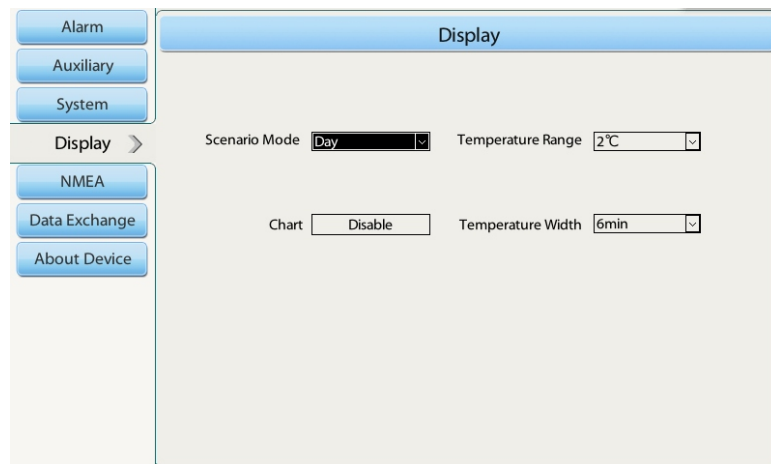 Alarm
Auxiliary
System
Display
NMEA
Data Exchange
About Device
Display
Scenario Mode Day Temperature Range 2℃
Chart Disable Temperature Width 6min